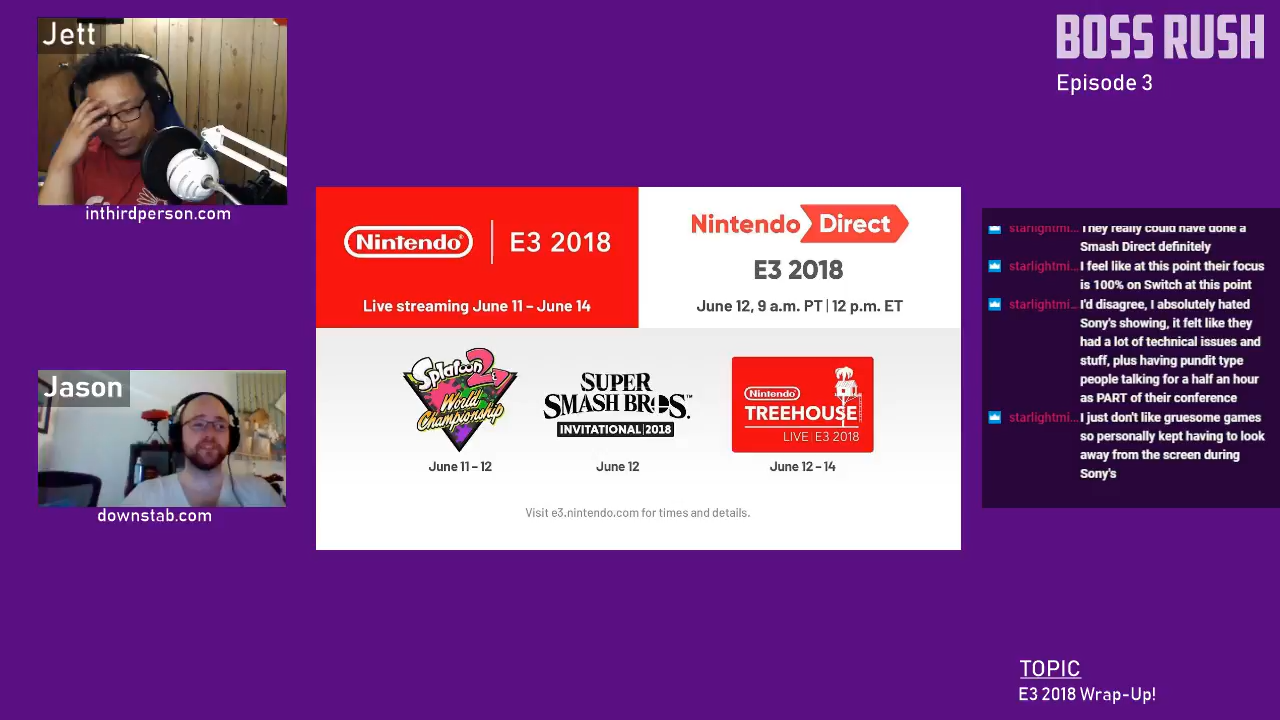 Jett
inthirdperson.com
Jason
downstab.com
BOSS RUSH
Episode 3
Nintendo | E3 2018
Live streaming June 11 – June 14
Nintendo Direct
E3 2018
June 12, 9 a.m. PT | 12 p.m. ET
Splatoon 2
World
Championship
June 11 – 12
SUPER
SMASH BROS.™
INVITATIONAL|2018
June 12
Nintendo
TREEHOUSE
LIVE | E3 2018
June 12 – 14
Visit e3.nintendo.com for times and details.
starlightmi... They really could have done a
Smash Direct definitely
starlightmi... I feel like at this point their focus
is 100% on Switch at this point
starlightmi... I'd disagree, I absolutely hated
Sony's showing, it felt like they
had a lot of technical issues and
stuff, plus having pundit type
people talking for a half an hour
as PART of their conference
starlightmi... I just don't like gruesome games
so personally kept having to look
away from the screen during
Sony's
TOPIC
E3 2018 Wrap-Up!